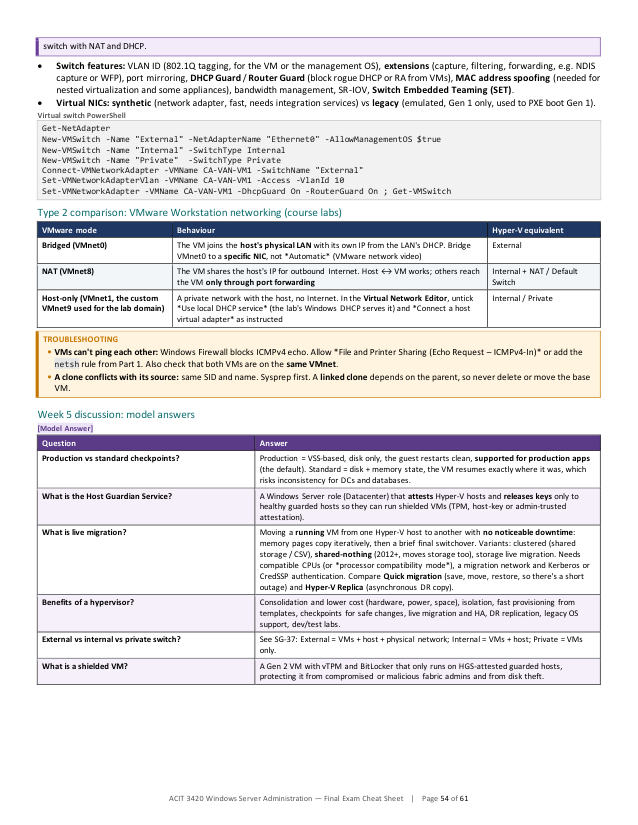 switch with NAT and DHCP.
• Switch features: VLAN ID (802.1Q tagging, for the VM or the management OS), extensions (capture, filtering, forwarding, e.g. NDIS
capture or WFP), port mirroring, DHCP Guard / Router Guard (block rogue DHCP or RA from VMs), MAC address spoofing (needed for
nested virtualization and some appliances), bandwidth management, SR-IOV, Switch Embedded Teaming (SET).
• Virtual NICs: synthetic (network adapter, fast, needs integration services) vs legacy (emulated, Gen 1 only, used to PXE boot Gen 1).
Virtual switch PowerShell
Get-NetAdapter
New-VMSwitch -Name "External" -NetAdapterName "Ethernet0" -AllowManagementOS $true
New-VMSwitch -Name "Internal" -SwitchType Internal
New-VMSwitch -Name "Private"  -SwitchType Private
Connect-VMNetworkAdapter -VMName CA-VAN-VM1 -SwitchName "External"
Set-VMNetworkAdapterVlan -VMName CA-VAN-VM1 -Access -VlanId 10
Set-VMNetworkAdapter -VMName CA-VAN-VM1 -DhcpGuard On -RouterGuard On ; Get-VMSwitch
Type 2 comparison: VMware Workstation networking (course labs)
VMware mode Behaviour Hyper-V equivalent
Bridged (VMnet0) The VM joins the host's physical LAN with its own IP from the LAN's DHCP. Bridge External
VMnet0 to a specific NIC, not *Automatic* (VMware network video)
NAT (VMnet8) The VM shares the host's IP for outbound Internet. Host ↔ VM works; others reach Internal + NAT / Default
the VM only through port forwarding Switch
Host-only (VMnet1, the custom A private network with the host, no Internet. In the Virtual Network Editor, untick Internal / Private
VMnet9 used for the lab domain) *Use local DHCP service* (the lab's Windows DHCP serves it) and *Connect a host
virtual adapter* as instructed
TROUBLESHOOTING
• VMs can't ping each other: Windows Firewall blocks ICMPv4 echo. Allow *File and Printer Sharing (Echo Request – ICMPv4-In)* or add the
netsh rule from Part 1. Also check that both VMs are on the same VMnet.
• A clone conflicts with its source: same SID and name. Sysprep first. A linked clone depends on the parent, so never delete or move the base
VM.
Week 5 discussion: model answers
[Model Answer]
Question Answer
Production vs standard checkpoints? Production = VSS-based, disk only, the guest restarts clean, supported for production apps
(the default). Standard = disk + memory state, the VM resumes exactly where it was, which
risks inconsistency for DCs and databases.
What is the Host Guardian Service? A Windows Server role (Datacenter) that attests Hyper-V hosts and releases keys only to
healthy guarded hosts so they can run shielded VMs (TPM, host-key or admin-trusted
attestation).
What is live migration? Moving a running VM from one Hyper-V host to another with no noticeable downtime:
memory pages copy iteratively, then a brief final switchover. Variants: clustered (shared
storage / CSV), shared-nothing (2012+, moves storage too), storage live migration. Needs
compatible CPUs (or *processor compatibility mode*), a migration network and Kerberos or
CredSSP authentication. Compare Quick migration (save, move, restore, so there's a short
outage) and Hyper-V Replica (asynchronous DR copy).
Benefits of a hypervisor? Consolidation and lower cost (hardware, power, space), isolation, fast provisioning from
templates, checkpoints for safe changes, live migration and HA, DR replication, legacy OS
support, dev/test labs.
External vs internal vs private switch? See SG-37: External = VMs + host + physical network; Internal = VMs + host; Private = VMs
only.
What is a shielded VM? A Gen 2 VM with vTPM and BitLocker that only runs on HGS-attested guarded hosts,
protecting it from compromised or malicious fabric admins and from disk theft.
ACIT 3420 Windows Server Administration — Final Exam Cheat Sheet | Page 54 of 61